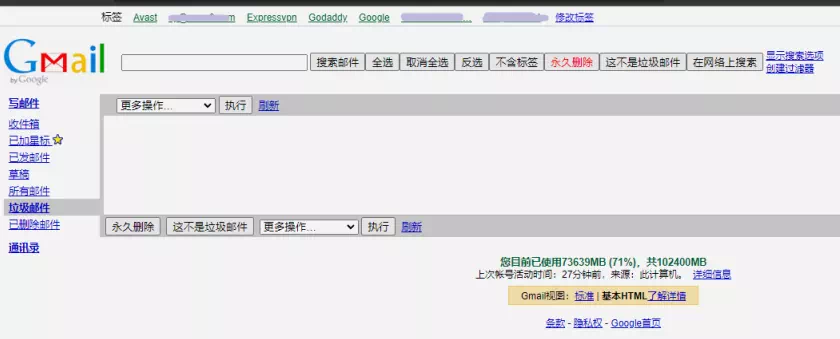 标签 Avast Expressvpn Godaddy Google 修改标签
Gmail
by Google
搜索邮件 全选 取消全选 反选 不含标签 永久删除 这不是垃圾邮件 在网络上搜索 显示搜索选项
创建过滤器
写邮件
更多操作... 执行 刷新
收件箱
已加星标
已发邮件
草稿
所有邮件
垃圾邮件
已删除邮件
永久删除 这不是垃圾邮件 更多操作... 执行 刷新
通讯录
您目前已使用73639MB (71%)，共102400MB
上次帐号活动时间：27分钟前，来源：此计算机。 详细信息
Gmail视图：标准 | 基本HTML了解详情
条款 - 隐私权 - Google首页